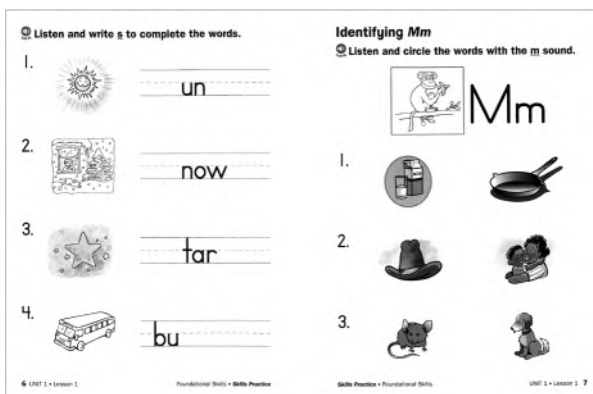 Listen and write s to complete the words.
1.
un
2.
now
3.
tar
4.
bu
6 UNIT 1 • Lesson 1
Foundational Skills • Skills Practice
Identifying Mm
Listen and circle the words with the m sound.
Mm
1.
2.
3.
Skills Practice • Foundational Skills
UNIT 1 • Lesson 1 7